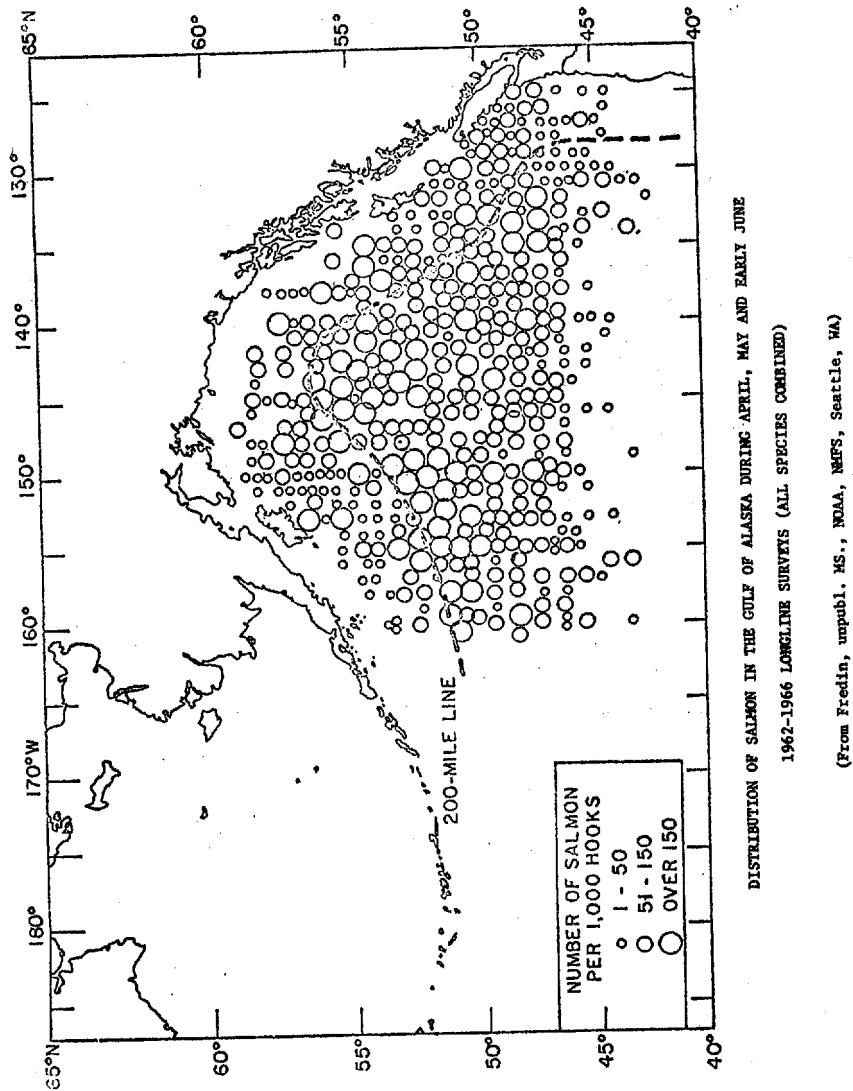 180°
170°W
160°
150°
140°
130°
65°N
65°N
60°
60°
55°
55°
50°
50°
45°
45°
40°
40°
200-MILE LINE
NUMBER OF SALMON
PER 1,000 HOOKS
1 - 50
51 - 150
OVER 150
DISTRIBUTION OF SALMON IN THE GULF OF ALASKA DURING APRIL, MAY AND EARLY JUNE
1962-1966 LONGLINE SURVEYS (ALL SPECIES COMBINED)
(From Fredin, unpubl. MS., NOAA, NMFS, Seattle, WA)